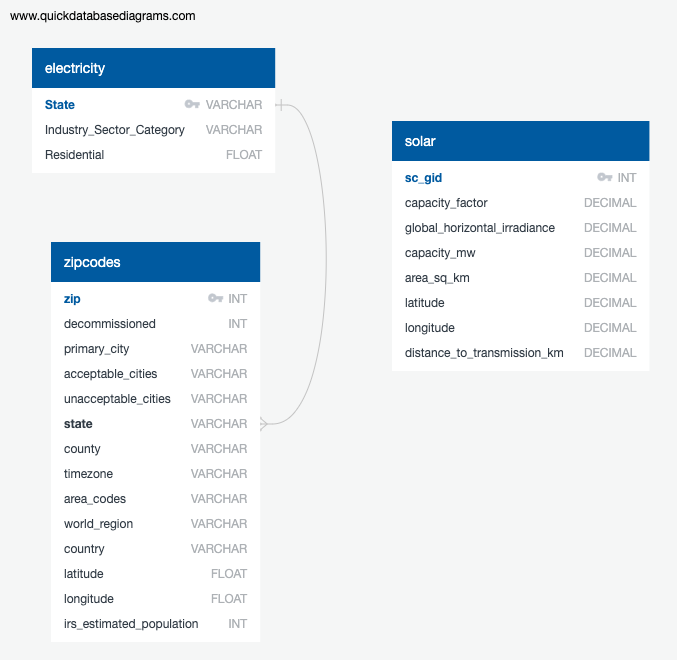 www.quickdatabasediagrams.com
electricity
State VARCHAR
Industry_Sector_Category VARCHAR
Residential FLOAT
solar
sc_gid INT
capacity_factor DECIMAL
global_horizontal_irradiance DECIMAL
capacity_mw DECIMAL
area_sq_km DECIMAL
latitude DECIMAL
longitude DECIMAL
distance_to_transmission_km DECIMAL
zipcodes
zip INT
decommissioned INT
primary_city VARCHAR
acceptable_cities VARCHAR
unacceptable_cities VARCHAR
state VARCHAR
county VARCHAR
timezone VARCHAR
area_codes VARCHAR
world_region VARCHAR
country VARCHAR
latitude FLOAT
longitude FLOAT
irs_estimated_population INT